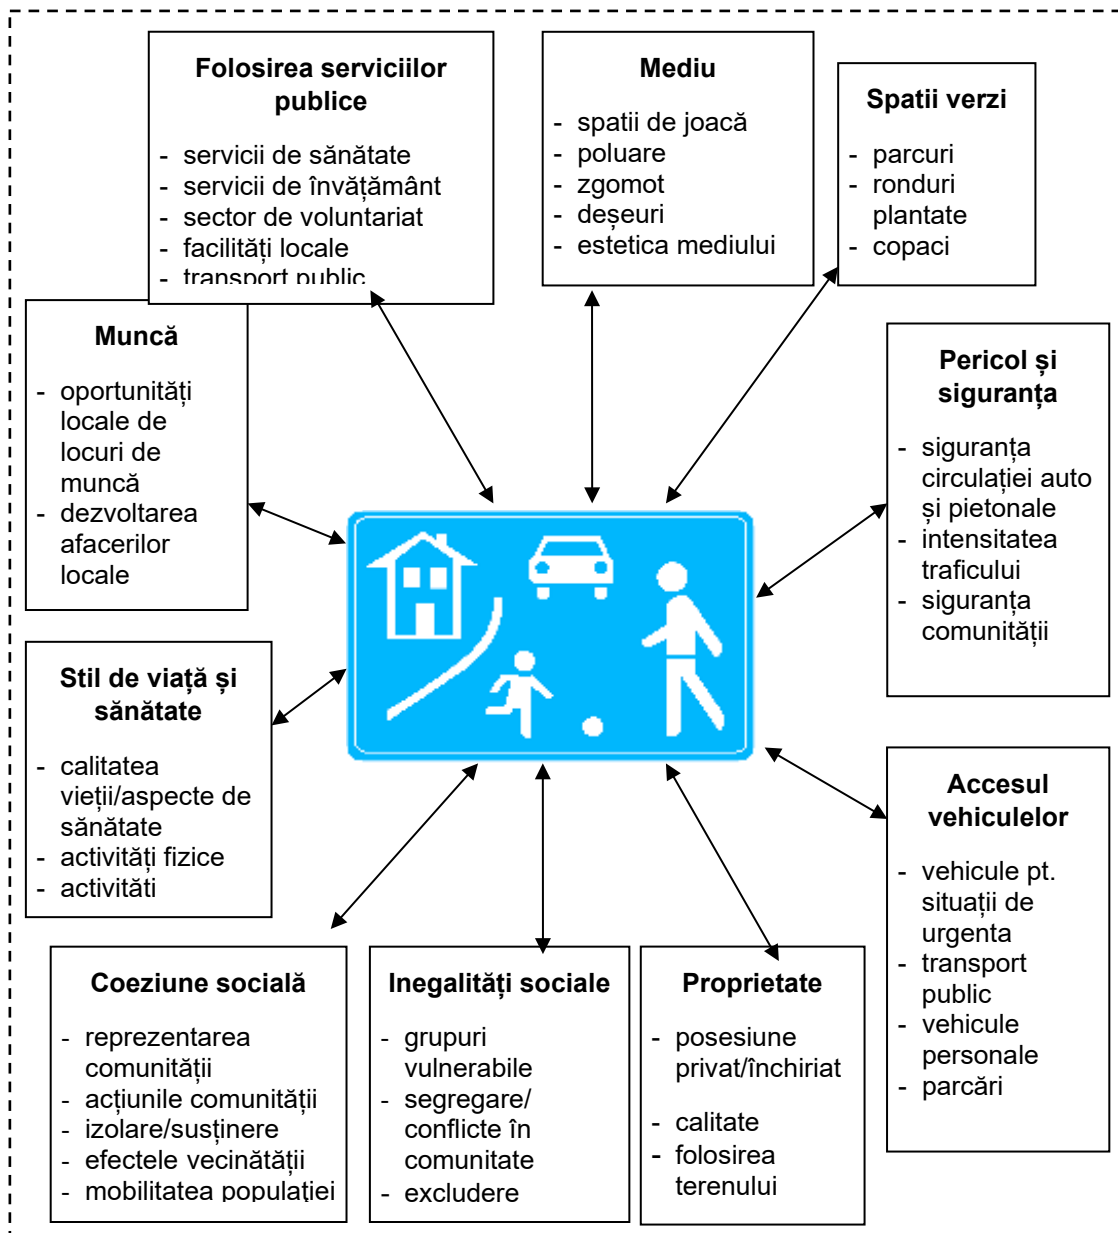 Folosirea serviciilor
publice
- servicii de sănătate
- servicii de învățământ
- sector de voluntariat
- facilități locale
- transport public
Mediu
- spatii de joacă
- poluare
- zgomot
- deșeuri
- estetica mediului
Spatii verzi
- parcuri
- ronduri
plantate
- copaci
Muncă
- oportunități
locale de
locuri de
muncă
- dezvoltarea
afacerilor
locale
Pericol și
siguranța
- siguranța
circulației auto
și pietonale
- intensitatea
traficului
- siguranța
comunității
Stil de viață și
sănătate
- calitatea
vieții/aspecte de
sănătate
- activități fizice
- activităti
Accesul
vehiculelor
- vehicule pt.
situații de
urgenta
- transport
public
- vehicule
personale
- parcări
Coeziune socială
- reprezentarea
comunității
- acțiunile comunității
- izolare/susținere
- efectele vecinătății
- mobilitatea populației
Inegalități sociale
- grupuri
vulnerabile
- segregare/
conflicte în
comunitate
- excludere
Proprietate
- posesiune
privat/închiriat
- calitate
- folosirea
terenului